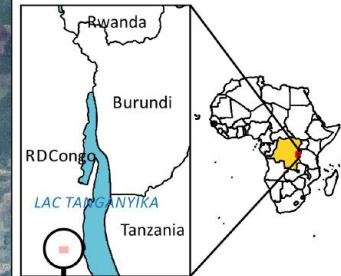 Rwanda
Burundi
RDCongo
LAC TANGANYIKA
Tanzania